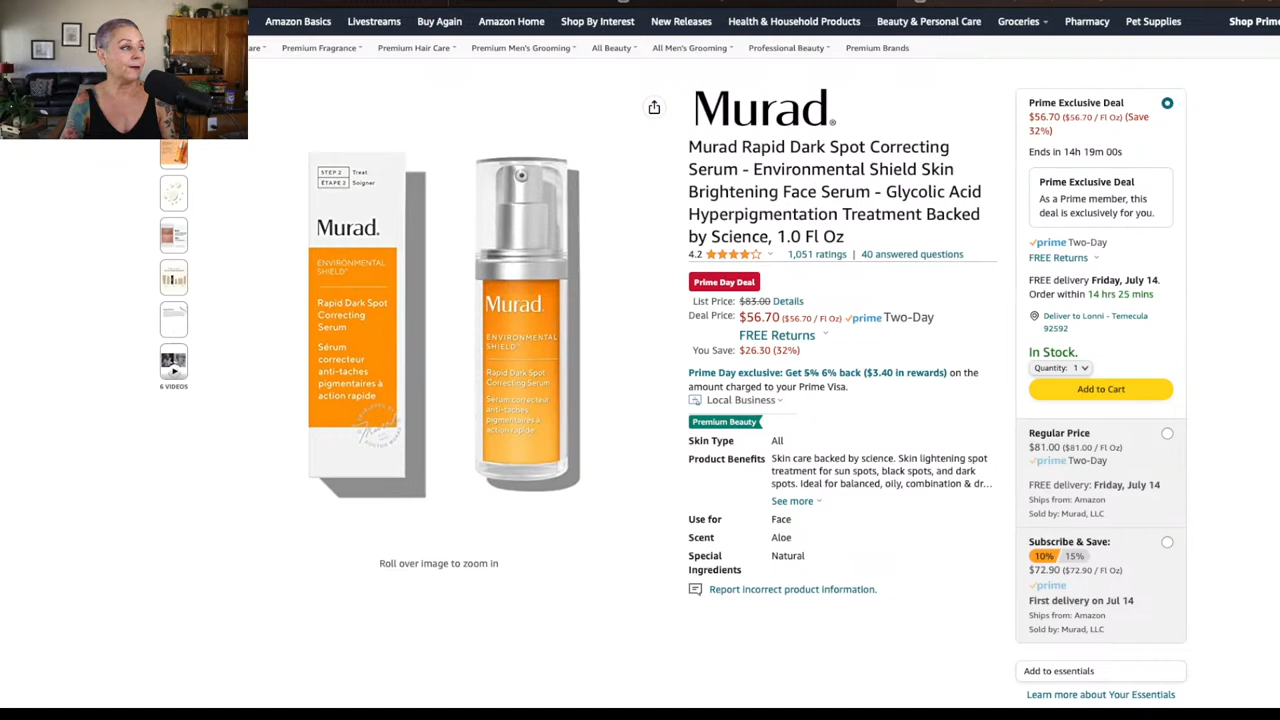 Amazon Basics Livestreams Buy Again Amazon Home Shop By Interest New Releases Health & Household Products Beauty & Personal Care Groceries Pharmacy Pet Supplies Shop Prime
Premium Fragrance Premium Hair Care Premium Men's Grooming All Beauty All Men's Grooming Professional Beauty Premium Brands
6 VIDEOS
STEP 2 Treat
ÉTAPE 2 Soigner
Murad.
ENVIRONMENTAL
SHIELD
Rapid Dark Spot
Correcting
Serum
Sérum
correcteur
anti-taches
pigmentaires à
action rapide
Murad.
ENVIRONMENTAL
SHIELD
Rapid Dark Spot
Correcting Serum
Sérum correcteur
anti-taches
pigmentaires à
action rapide
Roll over image to zoom in
Murad®
Murad Rapid Dark Spot Correcting
Serum - Environmental Shield Skin
Brightening Face Serum - Glycolic Acid
Hyperpigmentation Treatment Backed
by Science, 1.0 Fl Oz
4.2 1,051 ratings | 40 answered questions
Prime Day Deal
List Price: $83.00 Details
Deal Price: $56.70 ($56.70 / Fl Oz) prime Two-Day
FREE Returns
You Save: $26.30 (32%)
Prime Day exclusive: Get 5% 6% back ($3.40 in rewards) on the
amount charged to your Prime Visa.
Local Business
Premium Beauty
Skin Type All
Product Benefits Skin care backed by science. Skin lightening spot
treatment for sun spots, black spots, and dark
spots. Ideal for balanced, oily, combination & dr...
See more
Use for Face
Scent Aloe
Special Natural
Ingredients
Report incorrect product information.
Prime Exclusive Deal
$56.70 ($56.70 / Fl Oz) (Save
32%)
Ends in 14h 19m 00s
Prime Exclusive Deal
As a Prime member, this
deal is exclusively for you.
prime Two-Day
FREE Returns
FREE delivery Friday, July 14.
Order within 14 hrs 25 mins
Deliver to Lonni - Temecula
92592
In Stock.
Quantity: 1
Add to Cart
Regular Price
$81.00 ($81.00 / Fl Oz)
prime Two-Day
FREE delivery: Friday, July 14
Ships from: Amazon
Sold by: Murad, LLC
Subscribe & Save:
10% 15%
$72.90 ($72.90 / Fl Oz)
prime
First delivery on Jul 14
Ships from: Amazon
Sold by: Murad, LLC
Add to essentials
Learn more about Your Essentials